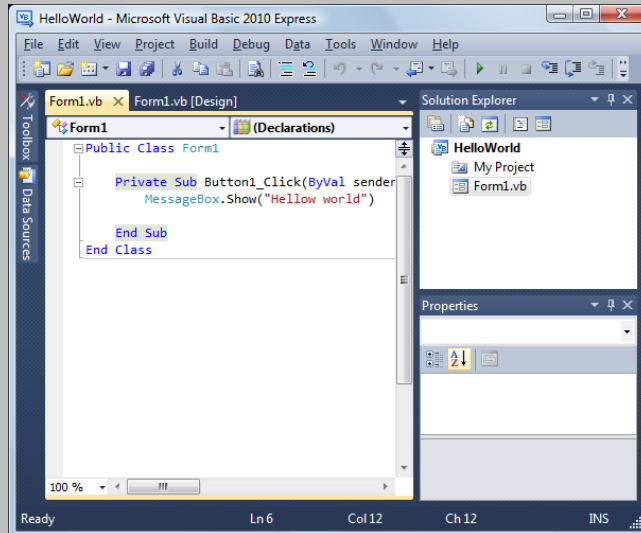 HelloWorld - Microsoft Visual Basic 2010 Express
File Edit View Project Build Debug Data Tools Window Help
Form1.vb Form1.vb [Design]
Form1 (Declarations)
Public Class Form1
Private Sub Button1_Click(ByVal sender
MessageBox.Show("Hellow world")
End Sub
End Class
100 %
Toolbox
Data Sources
Solution Explorer
HelloWorld
My Project
Form1.vb
Properties
Ready Ln 6 Col 12 Ch 12 INS